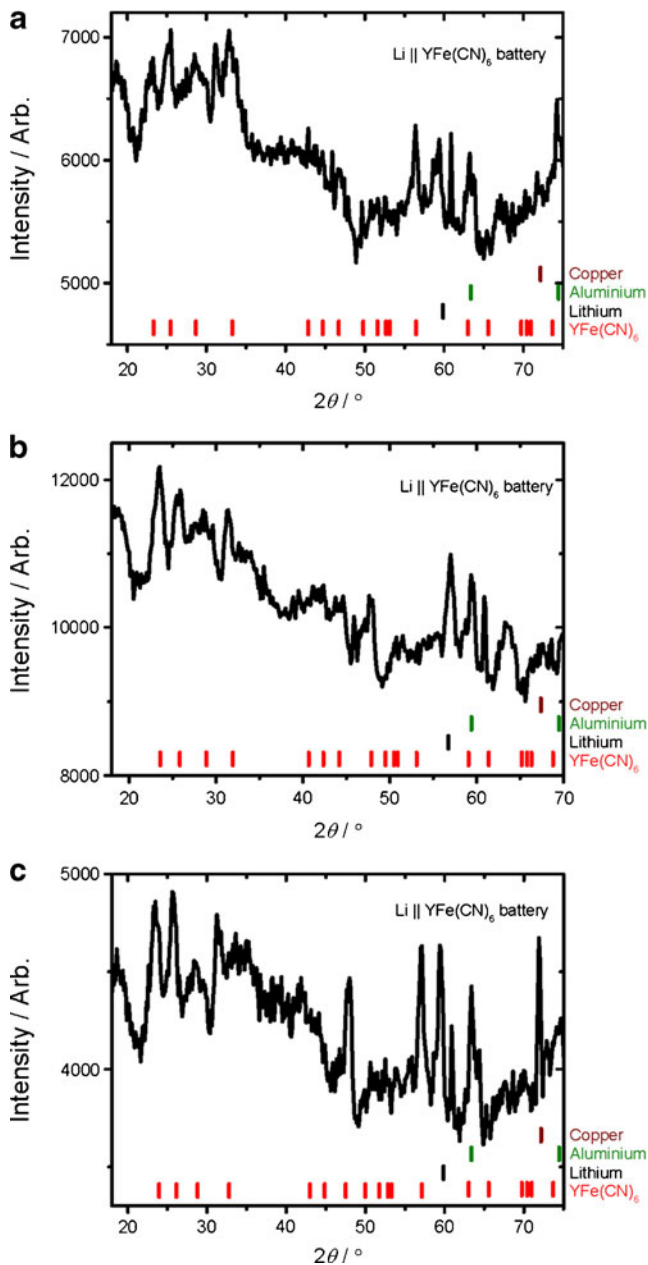 a
7000
6000
5000
Intensity / Arb.
Li || YFe(CN)₆ battery
Copper
Aluminium
Lithium
YFe(CN)₆
20 30 40 50 60 70
2θ / °
b
12000
10000
8000
Intensity / Arb.
Li || YFe(CN)₆ battery
Copper
Aluminium
Lithium
YFe(CN)₆
20 30 40 50 60 70
2θ / °
c
5000
4000
Intensity / Arb.
Li || YFe(CN)₆ battery
Copper
Aluminium
Lithium
YFe(CN)₆
20 30 40 50 60 70
2θ / °